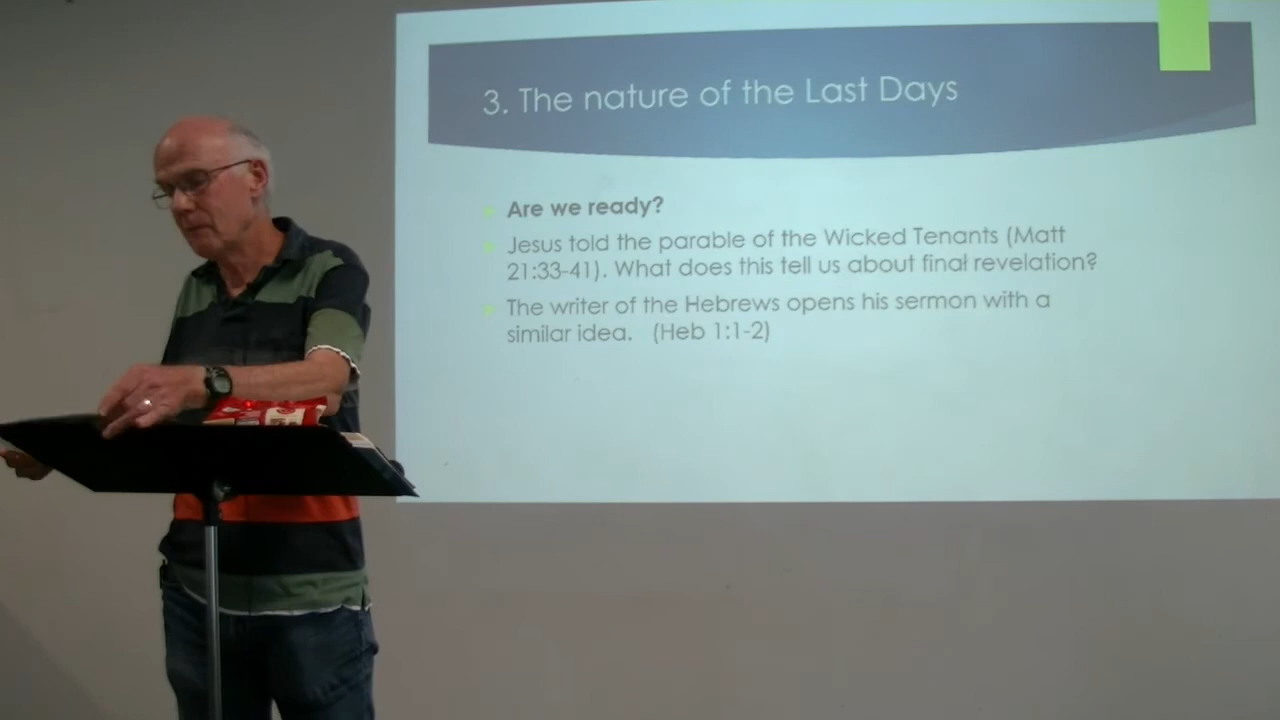 3. The nature of the Last Days
Are we ready?
Jesus told the parable of the Wicked Tenants (Matt
21:33-41). What does this tell us about final revelation?
The writer of the Hebrews opens his sermon with a
similar idea. (Heb 1:1-2)